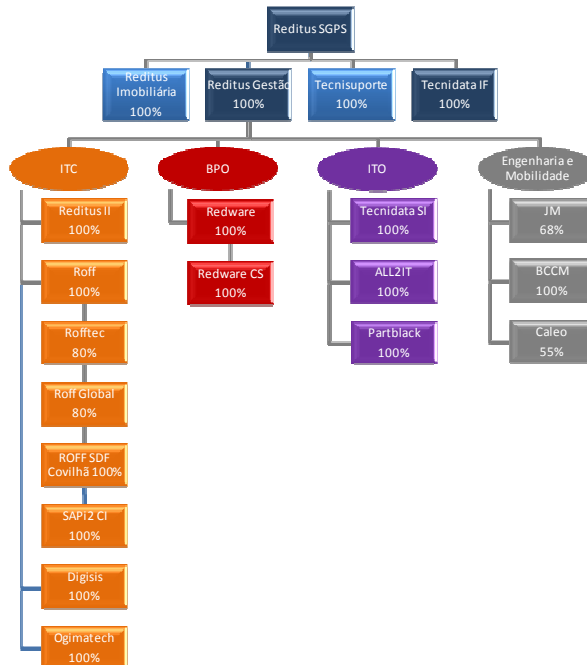 Reditus SGPS
Reditus
Imobiliária
100%
Reditus Gestão
100%
Tecnisuporte
100%
Tecnidata IF
100%
ITC
BPO
ITO
Engenharia e
Mobilidade
Reditus II
100%
Roff
100%
Rofftec
80%
Roff Global
80%
ROFF SDF
Covilhã 100%
SAPi2 CI
100%
Digisis
100%
Ogimatech
100%
Redware
100%
Redware CS
100%
Tecnidata SI
100%
ALL2IT
100%
Partblack
100%
JM
68%
BCCM
100%
Caleo
55%